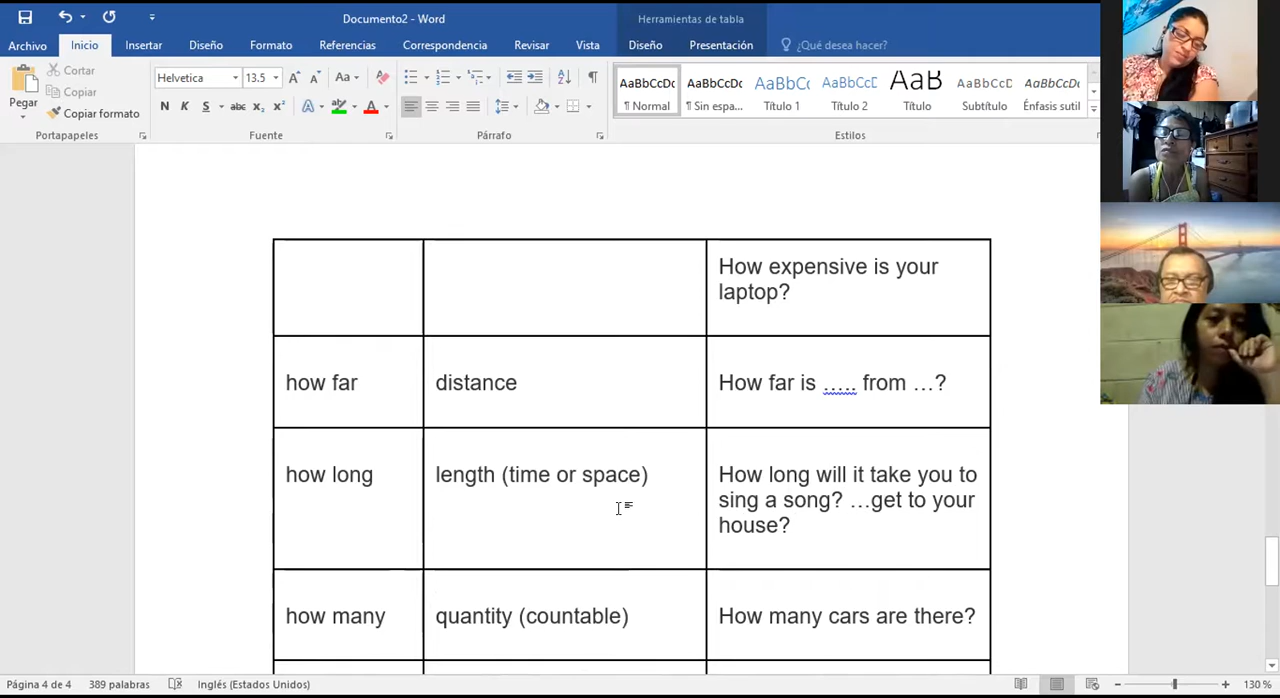 Documento2 - Word
Herramientas de tabla
Archivo
Inicio
Insertar
Diseño
Formato
Referencias
Correspondencia
Revisar
Vista
Diseño
Presentación
¿Qué desea hacer?
Pegar
Cortar
Copiar
Copiar formato
Portapapeles
Helvetica
13.5
Aa
N K S abc x₂ x²
A
Fuente
Párrafo
AaBbCcDc
¶ Normal
AaBbCcDc
¶ Sin espa...
AaBbCc
Título 1
AaBbCcD
Título 2
AaB
Título
AaBbCcD
Subtítulo
AaBbCcDc
Énfasis sutil
Estilos
How expensive is your
laptop?
how far
distance
How far is ….. from …?
how long
length (time or space)
How long will it take you to
sing a song? …get to your
house?
how many
quantity (countable)
How many cars are there?
Página 4 de 4
389 palabras
Inglés (Estados Unidos)
130 %